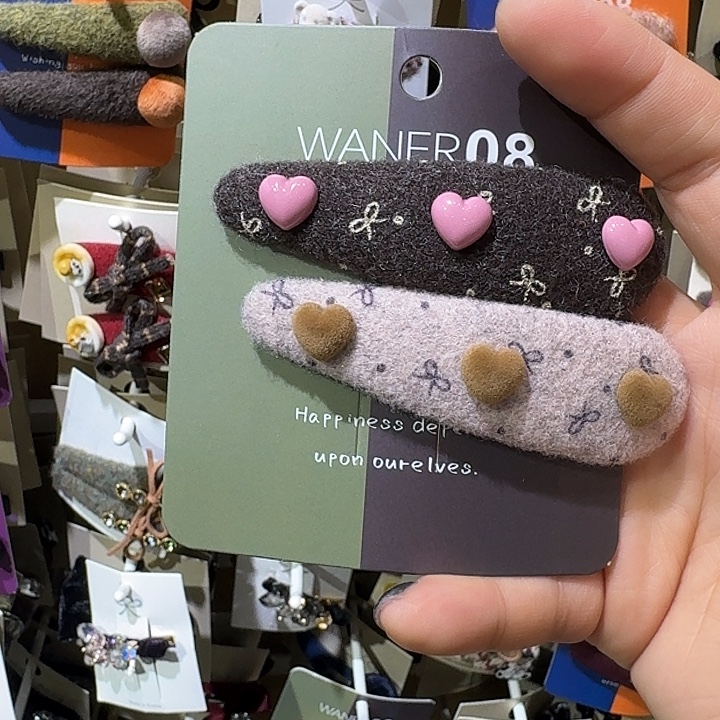 WANER08
Happiness dep
upon ourelves.